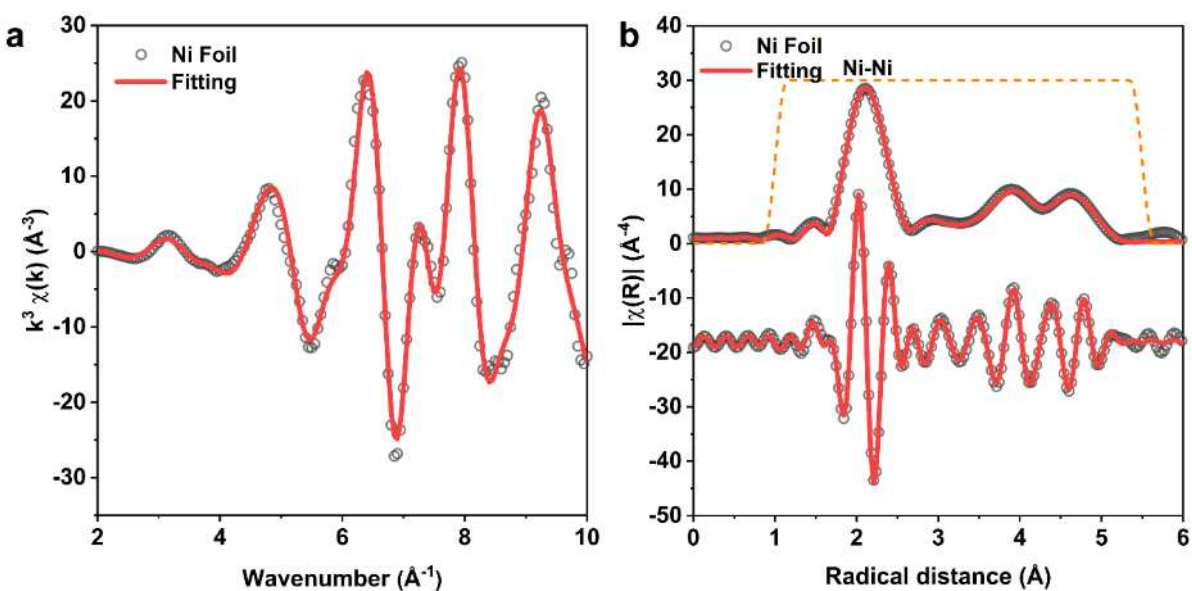 a
Ni Foil
Fitting
30
20
10
0
-10
-20
-30
k³ χ(k) (Å⁻³)
2
4
6
8
10
Wavenumber (Å⁻¹)
b
Ni Foil
Fitting
Ni-Ni
40
30
20
10
0
-10
-20
-30
-40
-50
|χ(R)| (Å⁻⁴)
0
1
2
3
4
5
6
Radical distance (Å)